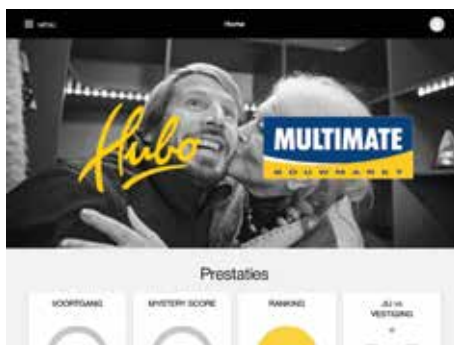 MENU
Home
Hubo
MULTIMATE
BOUWMARKT
Prestaties
VOORTGANG
MYSTERY SCORE
RANKING
JIJ vs
VESTIGING